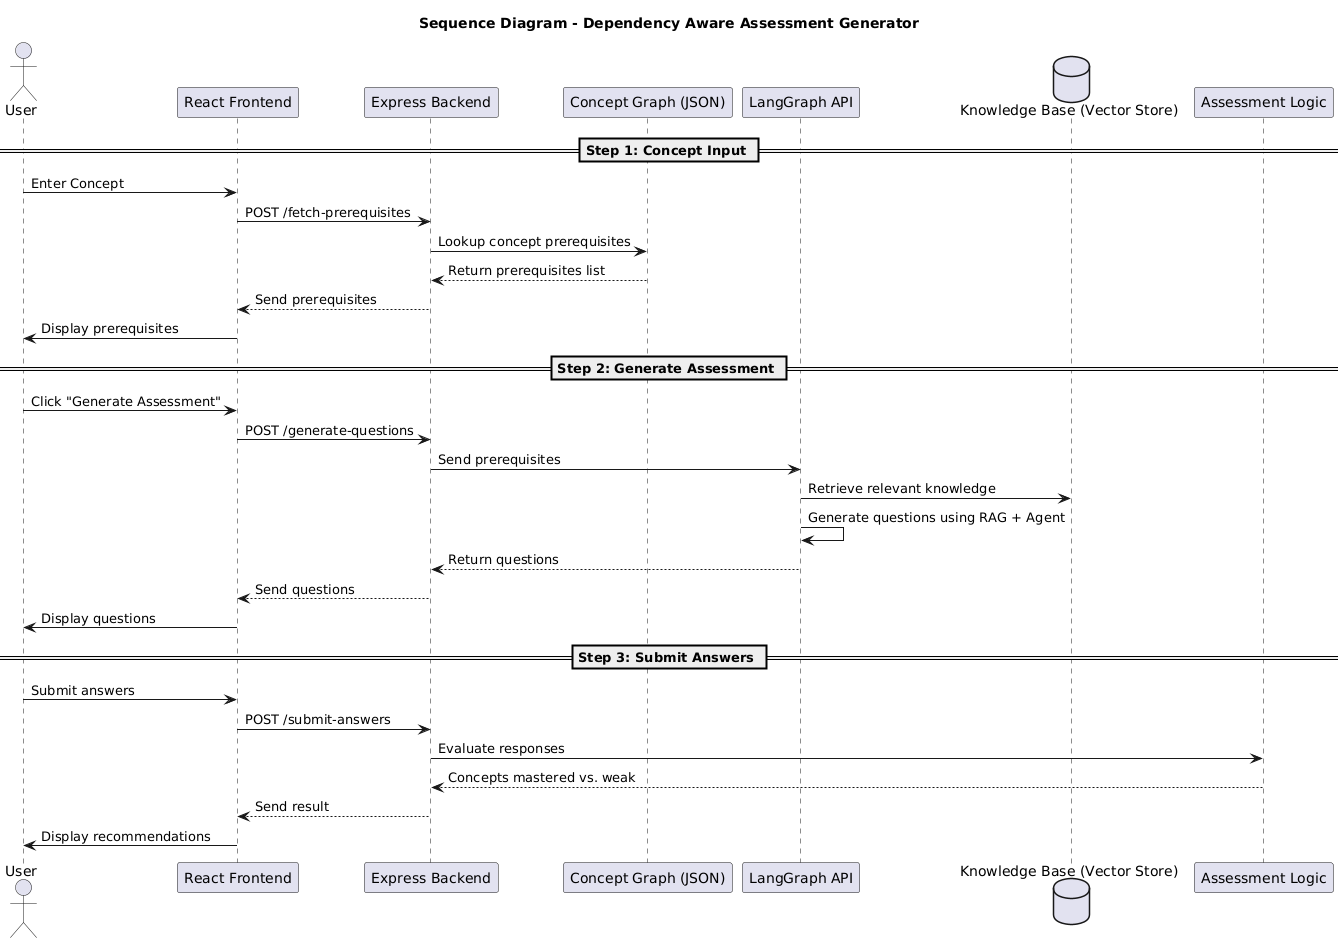 Sequence Diagram - Dependency Aware Assessment Generator
User
React Frontend
Express Backend
Concept Graph (JSON)
LangGraph API
Knowledge Base (Vector Store)
Assessment Logic
Step 1: Concept Input
Enter Concept
POST /fetch-prerequisites
Lookup concept prerequisites
Return prerequisites list
Send prerequisites
Display prerequisites
Step 2: Generate Assessment
Click "Generate Assessment"
POST /generate-questions
Send prerequisites
Retrieve relevant knowledge
Generate questions using RAG + Agent
Return questions
Send questions
Display questions
Step 3: Submit Answers
Submit answers
POST /submit-answers
Evaluate responses
Concepts mastered vs. weak
Send result
Display recommendations
User
React Frontend
Express Backend
Concept Graph (JSON)
LangGraph API
Knowledge Base (Vector Store)
Assessment Logic